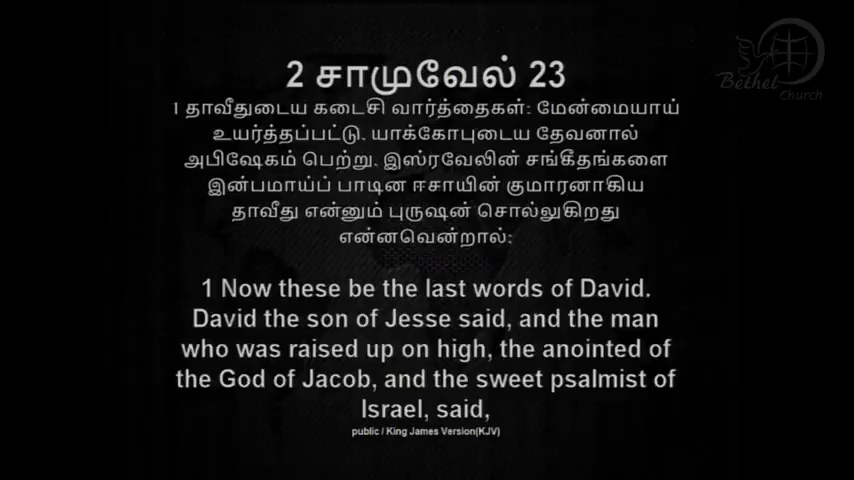 Bethel
Church
2 சாமுவேல் 23
1 தாவீதுடைய கடைசி வார்த்தைகள்: மேன்மையாய்
உயர்த்தப்பட்டு, யாக்கோபுடைய தேவனால்
அபிஷேகம் பெற்று, இஸ்ரவேலின் சங்கீதங்களை
இன்பமாய்ப் பாடின ஈசாயின் குமாரனாகிய
தாவீது என்னும் புருஷன் சொல்லுகிறது
என்னவென்றால்;
1 Now these be the last words of David.
David the son of Jesse said, and the man
who was raised up on high, the anointed of
the God of Jacob, and the sweet psalmist of
Israel, said,
public / King James Version(KJV)